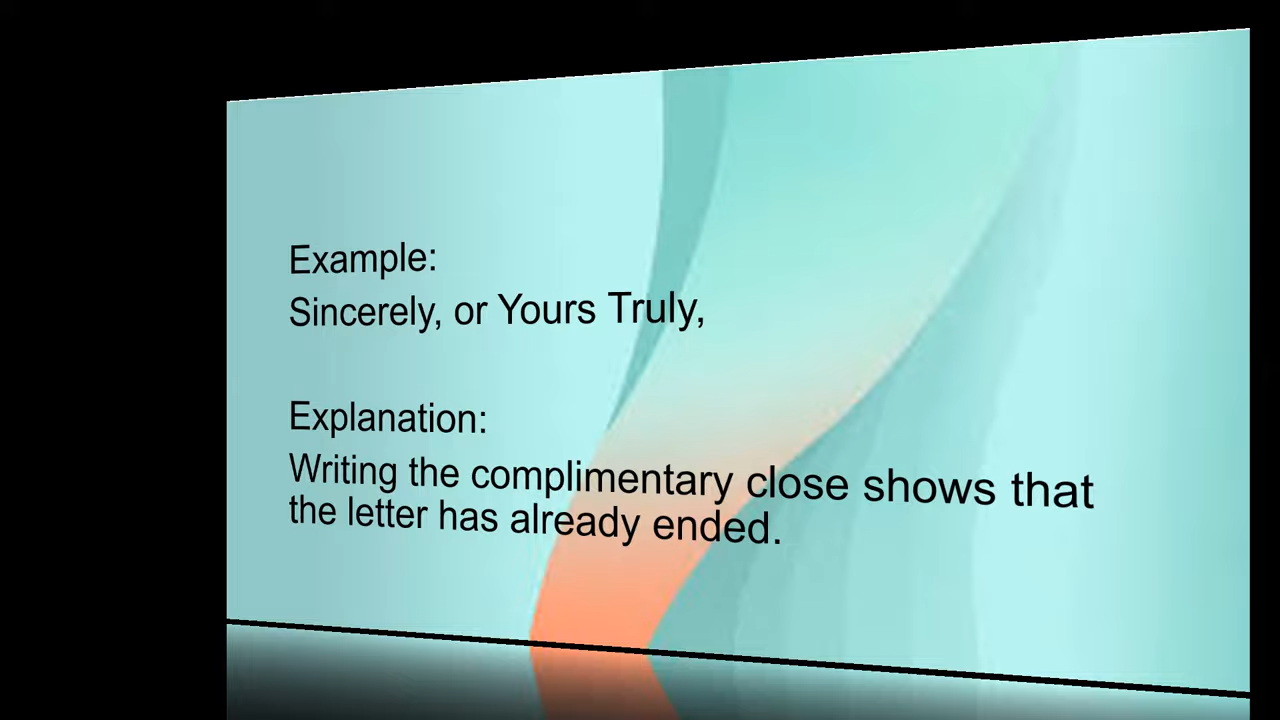 Example:
Sincerely, or Yours Truly,
Explanation:
Writing the complimentary close shows that
the letter has already ended.